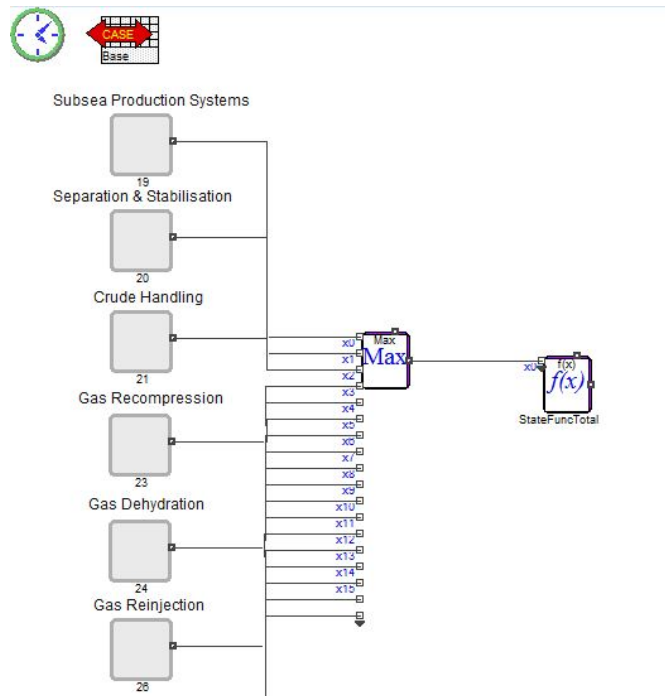 CASE
Base
Subsea Production Systems
19
Separation & Stabilisation
20
Crude Handling
21
Gas Recompression
23
Gas Dehydration
24
Gas Reinjection
26
x0
x1
x2
x3
x4
x5
x6
x7
x8
x9
x10
x11
x12
x13
x14
x15
Max
Max
x0
f(x)
f(x)
StateFuncTotal